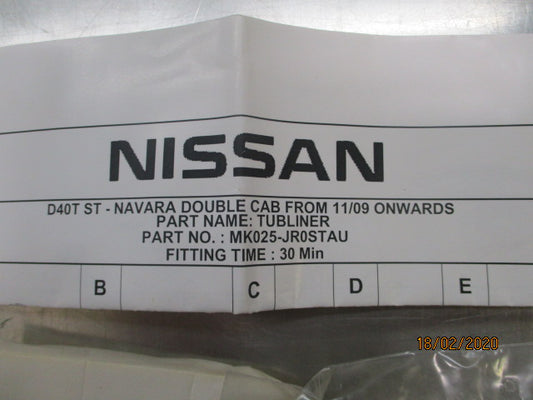 NISSAN
D40T ST - NAVARA DOUBLE CAB FROM 11/09 ONWARDS
PART NAME: TUBLINER
PART NO. : MK025-JR0STAU
FITTING TIME : 30 Min
B C D E
18/02/2020